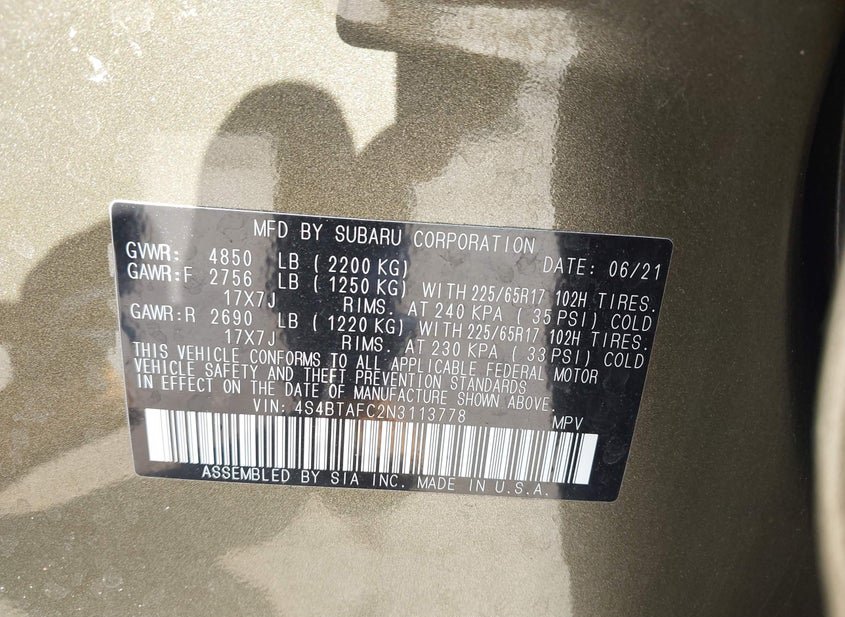 MFD BY SUBARU CORPORATION
GVWR: 4850 LB ( 2200 KG) DATE: 06/21
GAWR:F 2756 LB ( 1250 KG) WITH 225/65R17 102H TIRES.
17X7J RIMS. AT 240 KPA ( 35 PSI) COLD
GAWR:R 2690 LB ( 1220 KG) WITH 225/65R17 102H TIRES.
17X7J RIMS. AT 230 KPA ( 33 PSI) COLD
THIS VEHICLE CONFORMS TO ALL APPLICABLE FEDERAL MOTOR
VEHICLE SAFETY AND THEFT PREVENTION STANDARDS
IN EFFECT ON THE DATE OF MANUFACTURE SHOWN ABOVE.
VIN: 4S4BTAFC2N3113778 MPV
ASSEMBLED BY SIA INC. MADE IN U.S.A.